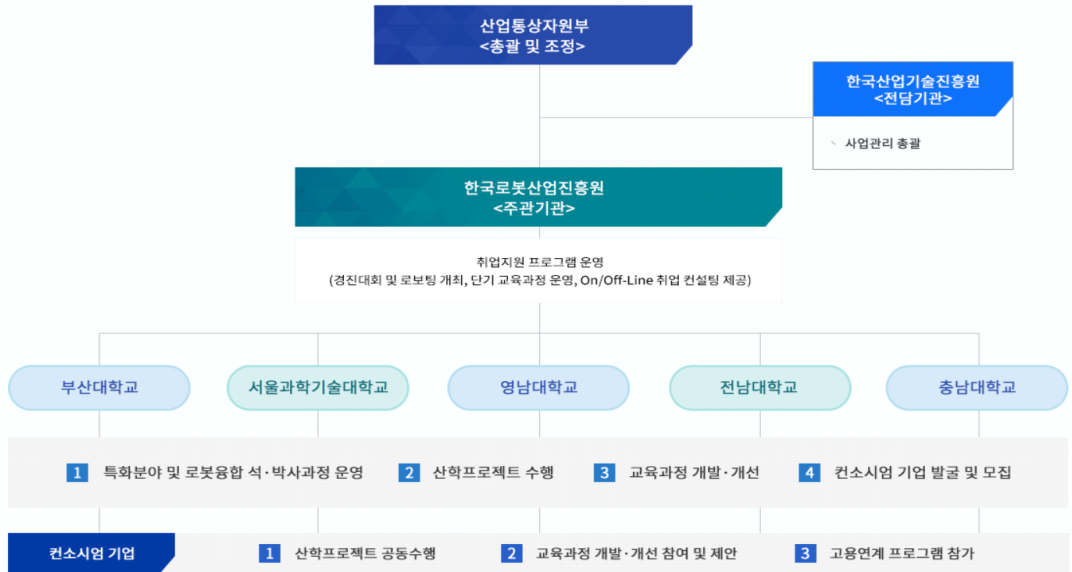 산업통상자원부
<총괄 및 조정>
한국산업기술진흥원
<전담기관>
사업관리 총괄
한국로봇산업진흥원
<주관기관>
취업지원 프로그램 운영
(경진대회 및 로보팅 개최, 단기 교육과정 운영, On/Off-Line 취업 컨설팅 제공)
부산대학교 서울과학기술대학교 영남대학교 전남대학교 충남대학교
1 특화분야 및 로봇융합 석·박사과정 운영 2 산학프로젝트 수행 3 교육과정 개발·개선 4 컨소시엄 기업 발굴 및 모집
컨소시엄 기업 1 산학프로젝트 공동수행 2 교육과정 개발·개선 참여 및 제안 3 고용연계 프로그램 참가